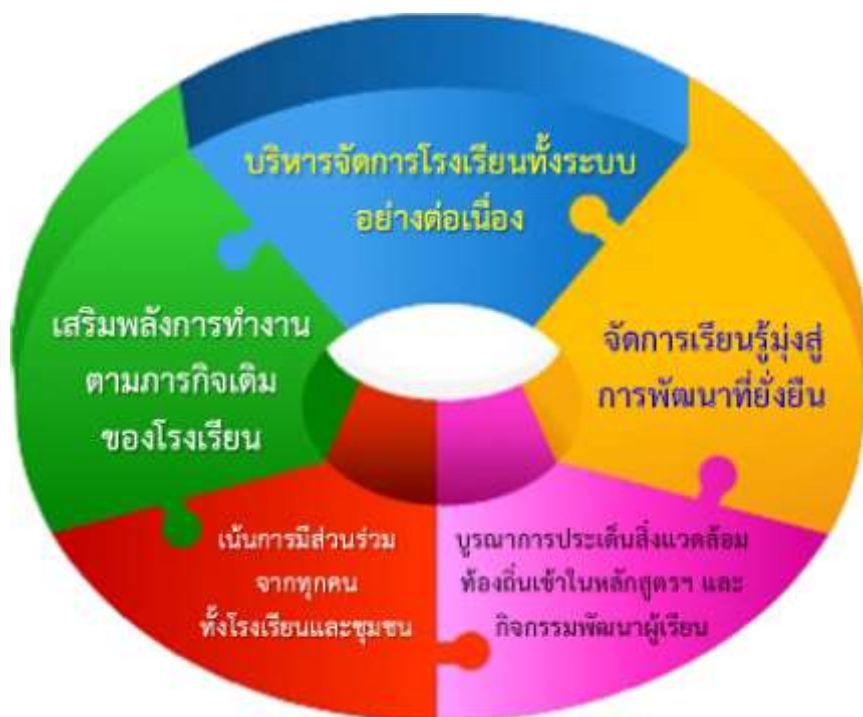 บริหารจัดการโรงเรียนทั้งระบบ
อย่างต่อเนื่อง
จัดการเรียนรู้มุ่งสู่
การพัฒนาที่ยั่งยืน
บูรณาการประเด็นสิ่งแวดล้อม
ท้องถิ่นเข้าในหลักสูตรฯ และ
กิจกรรมพัฒนาผู้เรียน
เน้นการมีส่วนร่วม
จากทุกคน
ทั้งโรงเรียนและชุมชน
เสริมพลังการทำงาน
ตามภารกิจเดิม
ของโรงเรียน